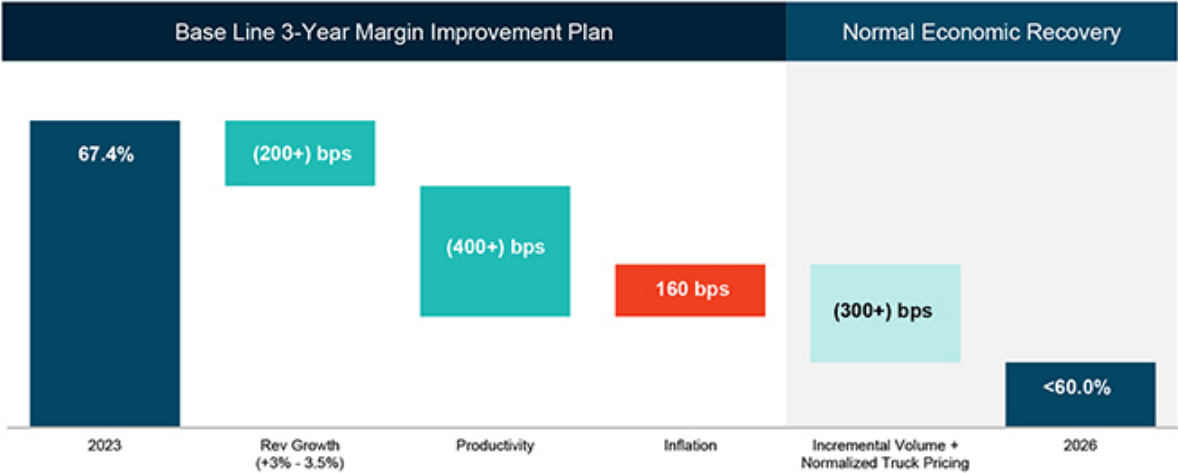 Base Line 3-Year Margin Improvement Plan
Normal Economic Recovery
67.4%
(200+) bps
(400+) bps
160 bps
(300+) bps
<60.0%
2023
Rev Growth
(+3% - 3.5%)
Productivity
Inflation
Incremental Volume +
Normalized Truck Pricing
2026